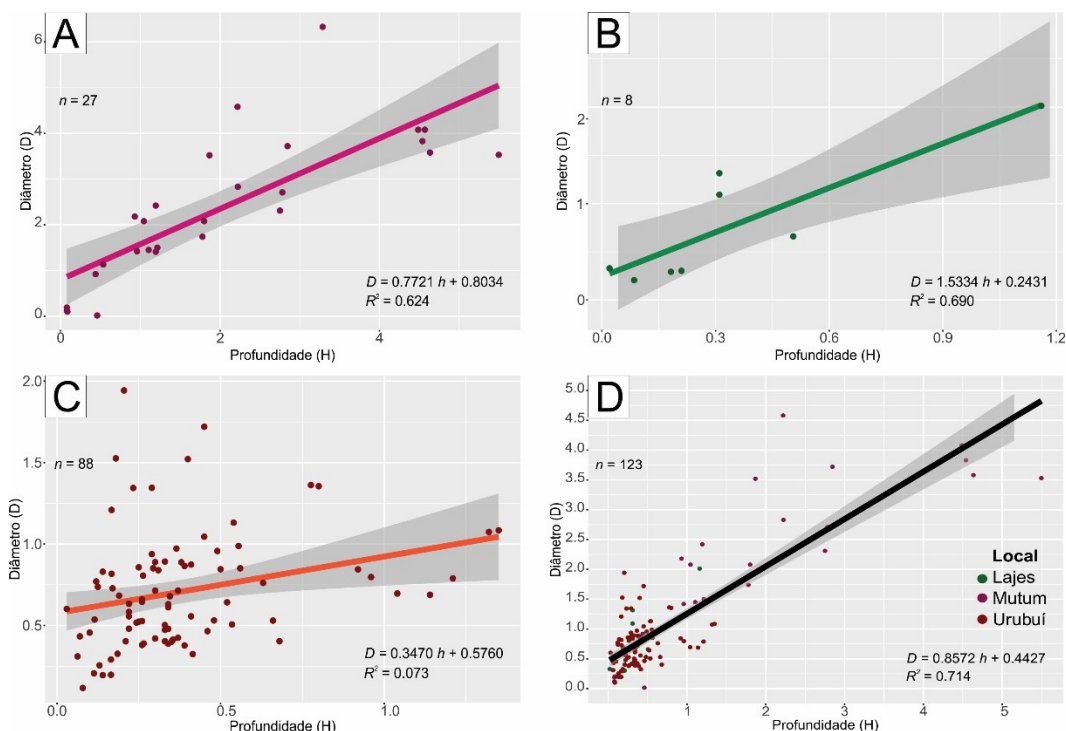 A
6
4
2
0
Diâmetro (D)
n = 27
D = 0.7721 h + 0.8034
R² = 0.624
0
2
4
Profundidade (H)
B
2
1
0
Diâmetro (D)
n = 8
D = 1.5334 h + 0.2431
R² = 0.690
0.0
0.3
0.6
0.9
1.2
Profundidade (H)
C
2.0
1.5
1.0
0.5
Diâmetro (D)
n = 88
D = 0.3470 h + 0.5760
R² = 0.073
0.0
0.5
1.0
Profundidade (H)
D
5.0
4.5
4.0
3.5
3.0
2.5
2.0
1.5
1.0
0.5
0.0
Diâmetro (D)
n = 123
Local
Lajes
Mutum
Urubuí
D = 0.8572 h + 0.4427
R² = 0.714
1
2
3
4
5
Profundidade (H)